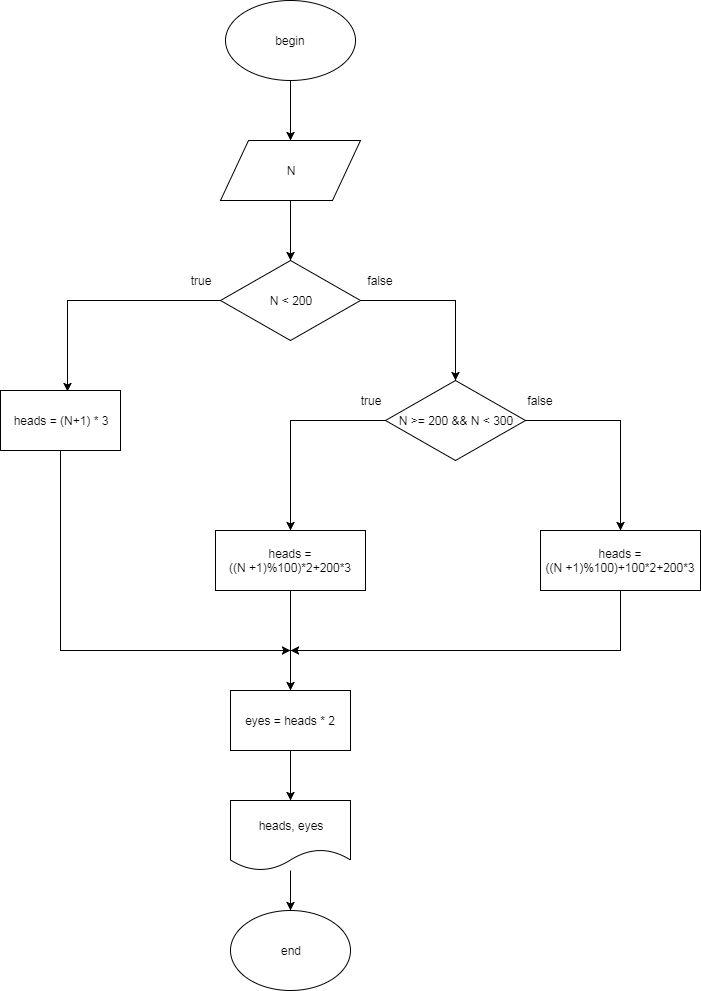 begin
N
true
false
N < 200
heads = (N+1) * 3
true
false
N >= 200 && N < 300
heads =
((N +1)%100)*2+200*3
heads =
((N +1)%100)+100*2+200*3
eyes = heads * 2
heads, eyes
end